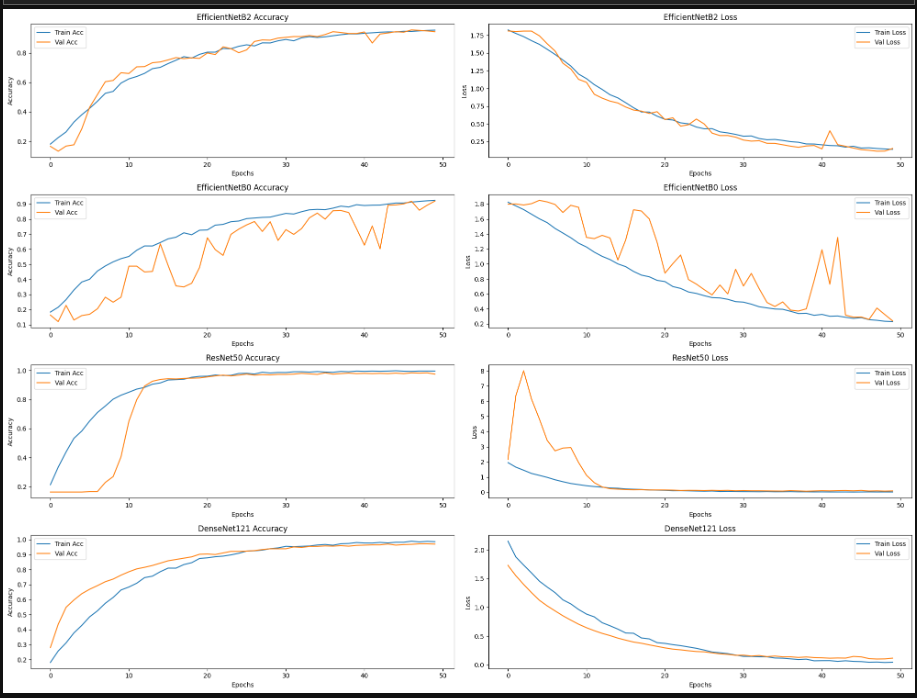 EfficientNetB2 Accuracy
Train Acc
Val Acc
0.8
0.6
0.4
0.2
Accuracy
0 10 20 30 40 50
Epochs
EfficientNetB2 Loss
Train Loss
Val Loss
1.75
1.50
1.25
1.00
0.75
0.50
0.25
Loss
0 10 20 30 40 50
Epochs
EfficientNetB0 Accuracy
Train Acc
Val Acc
0.9
0.8
0.7
0.6
0.5
0.4
0.3
0.2
0.1
Accuracy
0 10 20 30 40 50
Epochs
EfficientNetB0 Loss
Train Loss
Val Loss
1.8
1.6
1.4
1.2
1.0
0.8
0.6
0.4
0.2
Loss
0 10 20 30 40 50
Epochs
ResNet50 Accuracy
Train Acc
Val Acc
1.0
0.8
0.6
0.4
0.2
Accuracy
0 10 20 30 40 50
Epochs
ResNet50 Loss
Train Loss
Val Loss
8
7
6
5
4
3
2
1
0
Loss
0 10 20 30 40 50
Epochs
DenseNet121 Accuracy
Train Acc
Val Acc
1.0
0.9
0.8
0.7
0.6
0.5
0.4
0.3
0.2
Accuracy
0 10 20 30 40 50
Epochs
DenseNet121 Loss
Train Loss
Val Loss
2.0
1.5
1.0
0.5
0.0
Loss
0 10 20 30 40 50
Epochs